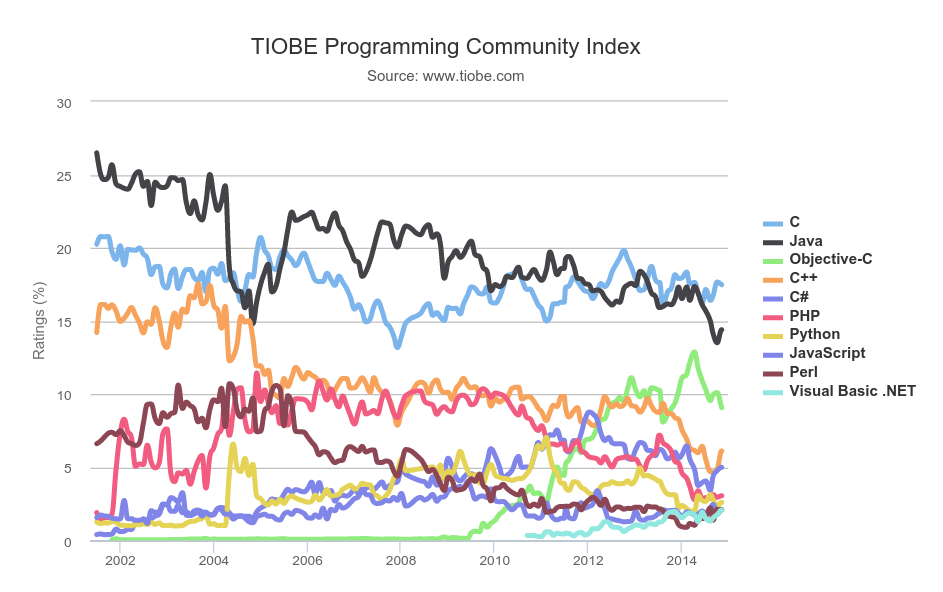 TIOBE Programming Community Index
Source: www.tiobe.com
Ratings (%)
30
25
20
15
10
5
0
2002 2004 2006 2008 2010 2012 2014
C
Java
Objective-C
C++
C#
PHP
Python
JavaScript
Perl
Visual Basic .NET